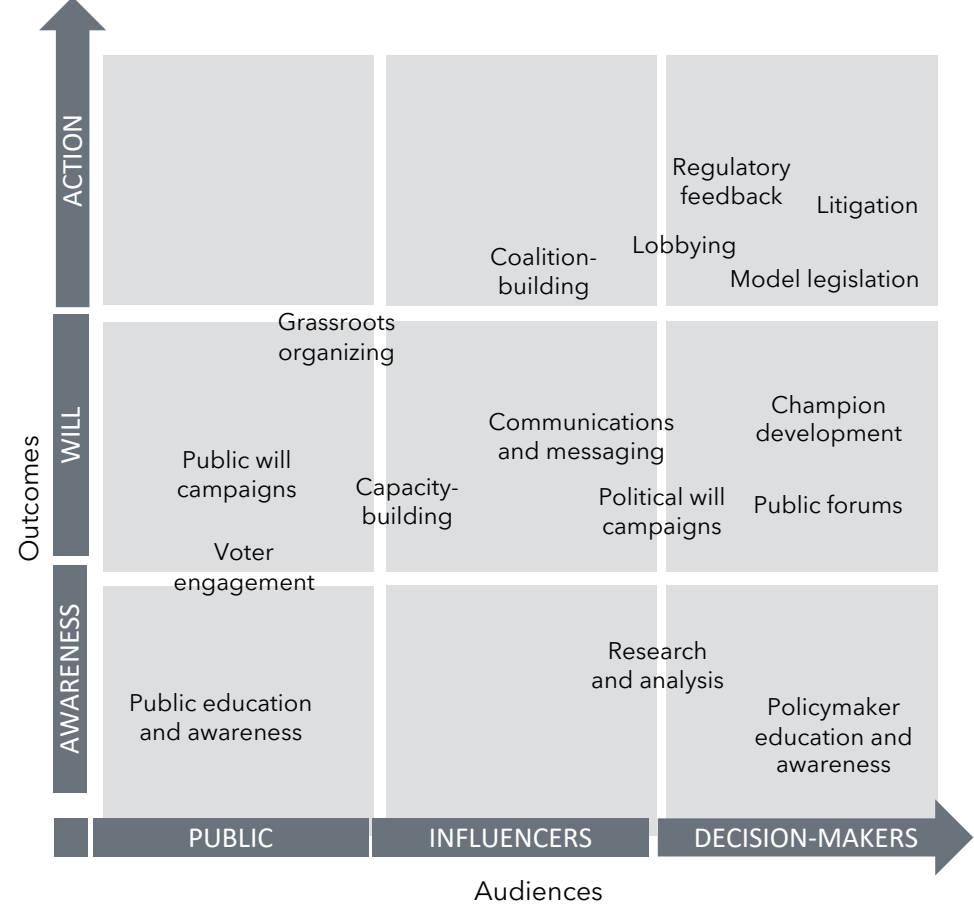 ACTION
Regulatory
feedback
Litigation
Lobbying
Coalition-
building
Model legislation
Grassroots
organizing
WILL
Outcomes
Champion
development
Communications
and messaging
Public will
campaigns
Capacity-
building
Political will
campaigns
Public forums
Voter
engagement
AWARENESS
Research
and analysis
Public education
and awareness
Policymaker
education and
awareness
PUBLIC
INFLUENCERS
DECISION-MAKERS
Audiences